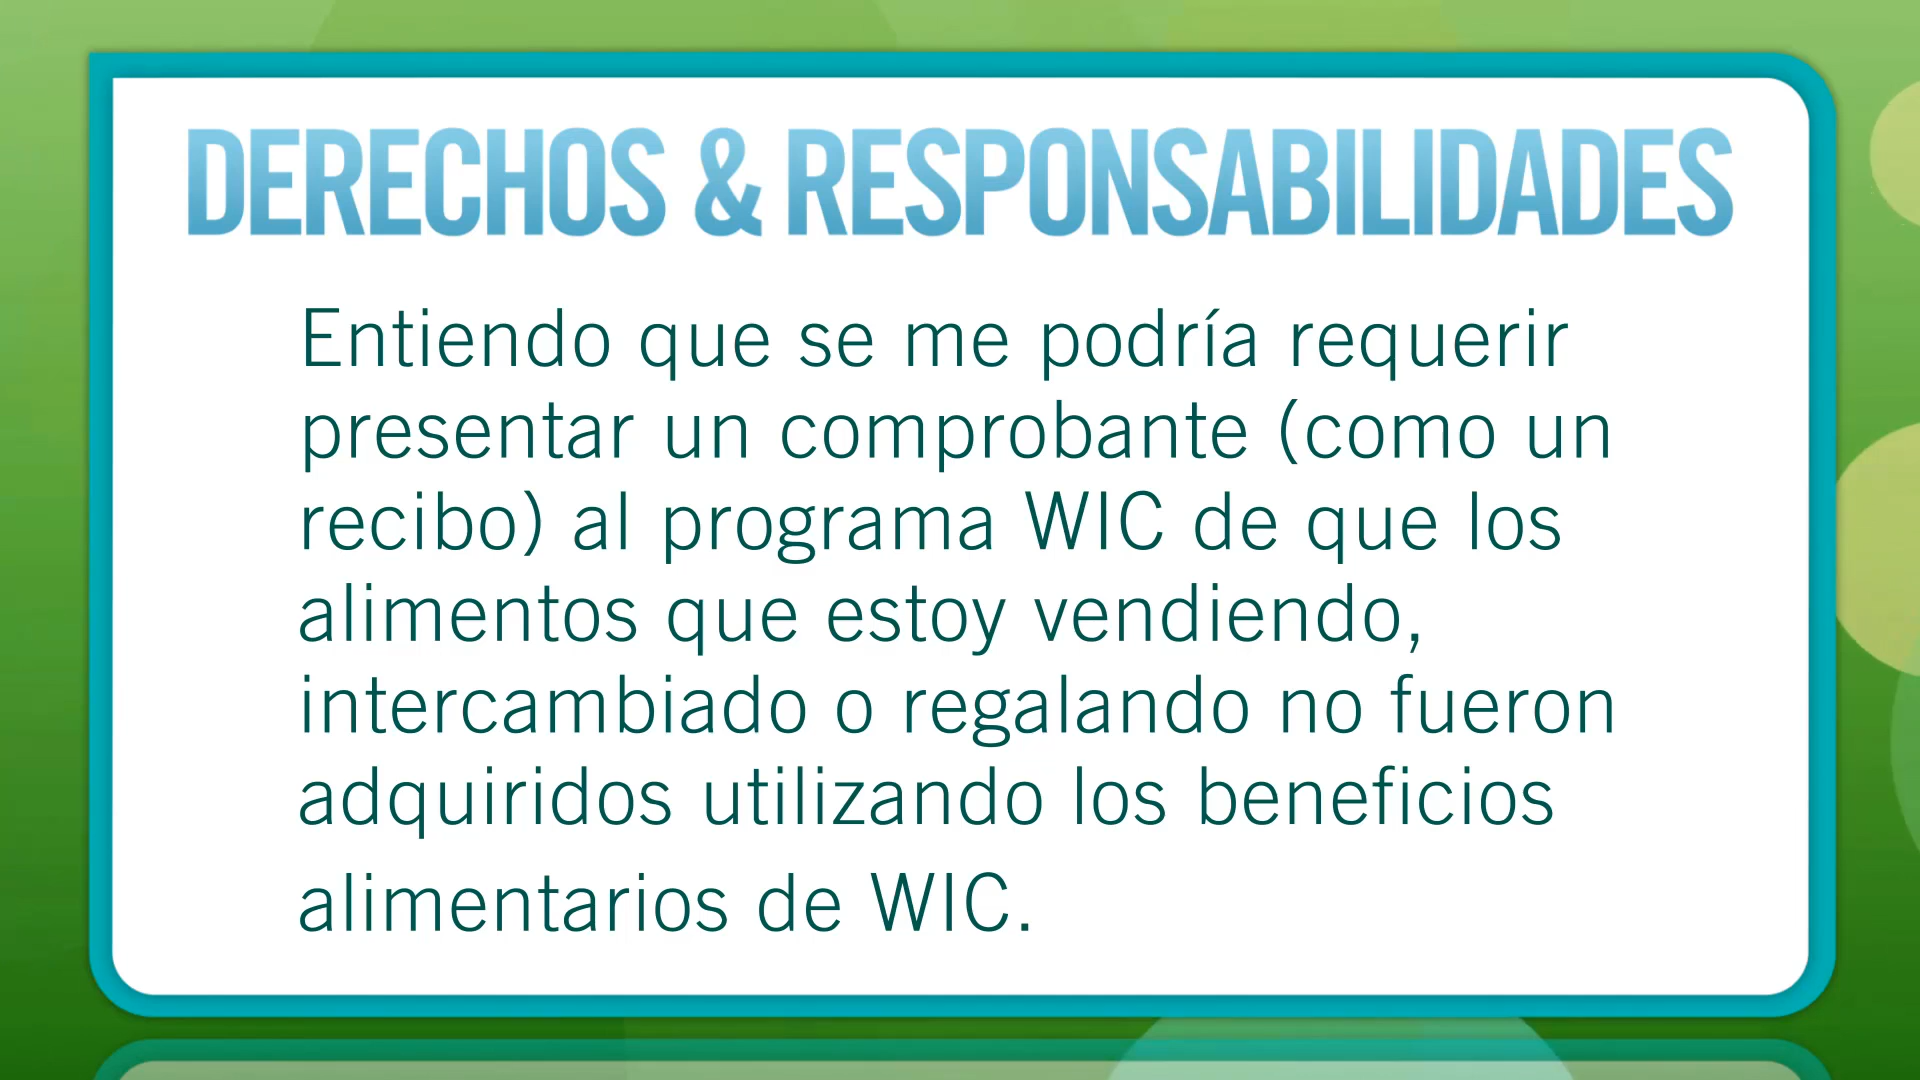 DERECHOS & RESPONSABILIDADES
Entiendo que se me podría requerir
presentar un comprobante (como un
recibo) al programa WIC de que los
alimentos que estoy vendiendo,
intercambiado o regalando no fueron
adquiridos utilizando los beneficios
alimentarios de WIC.